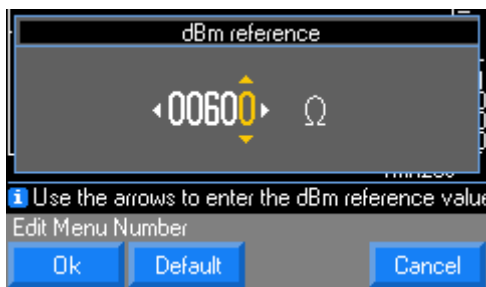 dBm reference
00600 Ω
Use the arrows to enter the dBm reference value
Edit Menu Number
Ok Default Cancel